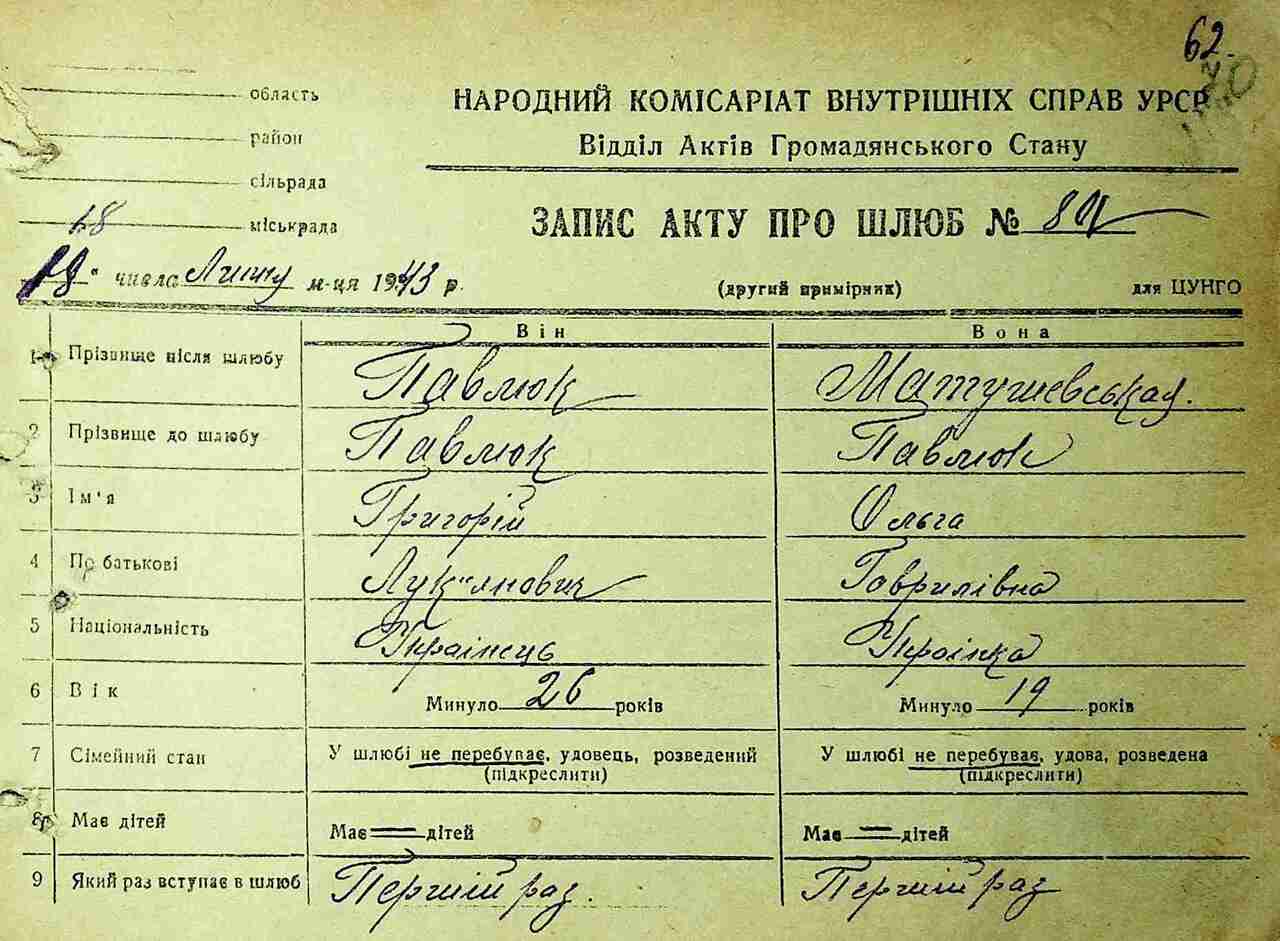 62.
область
район
сільрада
18 міськрада
НАРОДНИЙ КОМІСАРІАТ ВНУТРІШНІХ СПРАВ УРСР
Відділ Актів Громадянського Стану
ЗАПИС АКТУ ПРО ШЛЮБ №
" числа Липня м-ця 1943 р.
(другий примірник)
для ЦУНГО
Він Вона
1 Прізвище після шлюбу Павлюк Матушевськая.
2 Прізвище до шлюбу Павлюк Павлюк
3 Ім'я Григорій Ольга
4 По батькові Лук"янович Гаврилівна
5 Національність Українець Українка
6 Вік Минуло 26 років Минуло 19 років
7 Сімейний стан У шлюбі не перебуває, удовець, розведений У шлюбі не перебуває, удова, розведена
(підкреслити) (підкреслити)
8 Має дітей Має — дітей Має — дітей
9 Який раз вступає в шлюб Перший раз. Перший раз